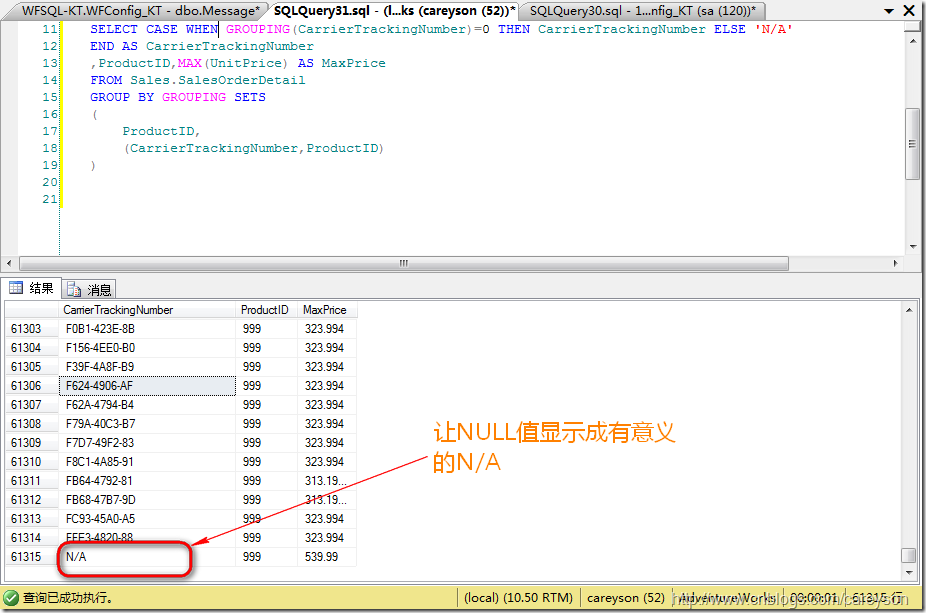 WFSQL-KT.WFConfig_KT - dbo.Message* SQLQuery31.sql - (l...ks (careyson (52))* SQLQuery30.sql - 1...nfig_KT (sa (120))*
11 SELECT CASE WHEN GROUPING(CarrierTrackingNumber)=0 THEN CarrierTrackingNumber ELSE 'N/A'
12 END AS CarrierTrackingNumber
13 ,ProductID,MAX(UnitPrice) AS MaxPrice
14 FROM Sales.SalesOrderDetail
15 GROUP BY GROUPING SETS
16 (
17 ProductID,
18 (CarrierTrackingNumber,ProductID)
19 )
20
21
结果 消息
CarrierTrackingNumber ProductID MaxPrice
61303 F0B1-423E-8B 999 323.994
61304 F156-4EE0-B0 999 323.994
61305 F39F-4A8F-B9 999 323.994
61306 F624-4906-AF 999 323.994
61307 F62A-4794-B4 999 323.994
61308 F79A-40C3-B7 999 323.994
61309 F7D7-49F2-83 999 323.994
61310 F8C1-4A85-91 999 323.994
61311 FB64-4792-81 999 313.19...
61312 FB68-47B7-9D 999 313.19...
61313 FC93-45A0-A5 999 323.994
61314 FFE3-4820-88 999 323.994
61315 N/A 999 539.99
让NULL值显示成有意义
的N/A
查询已成功执行。 (local) (10.50 RTM) careyson (52) AdventureWorks 00:00:01 61315 行
http://www.cnblogs.com/careyson